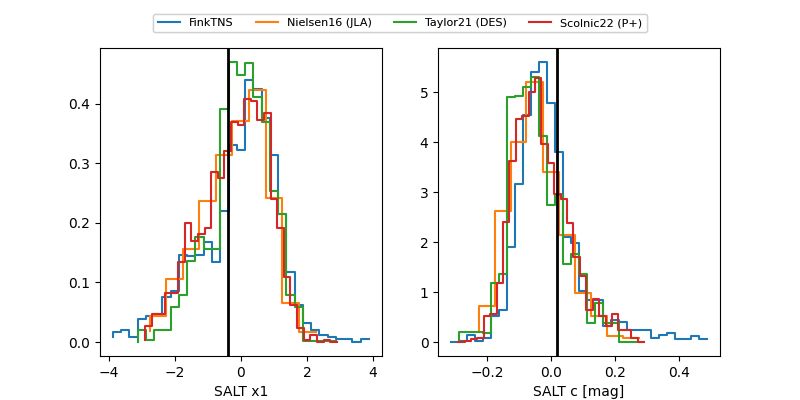 FinkTNS Nielsen16 (JLA) Taylor21 (DES) Scolnic22 (P+)
0.4
0.3
0.2
0.1
0.0
−4 −2 0 2 4
SALT x1
5
4
3
2
1
0
−0.2 0.0 0.2 0.4
SALT c [mag]